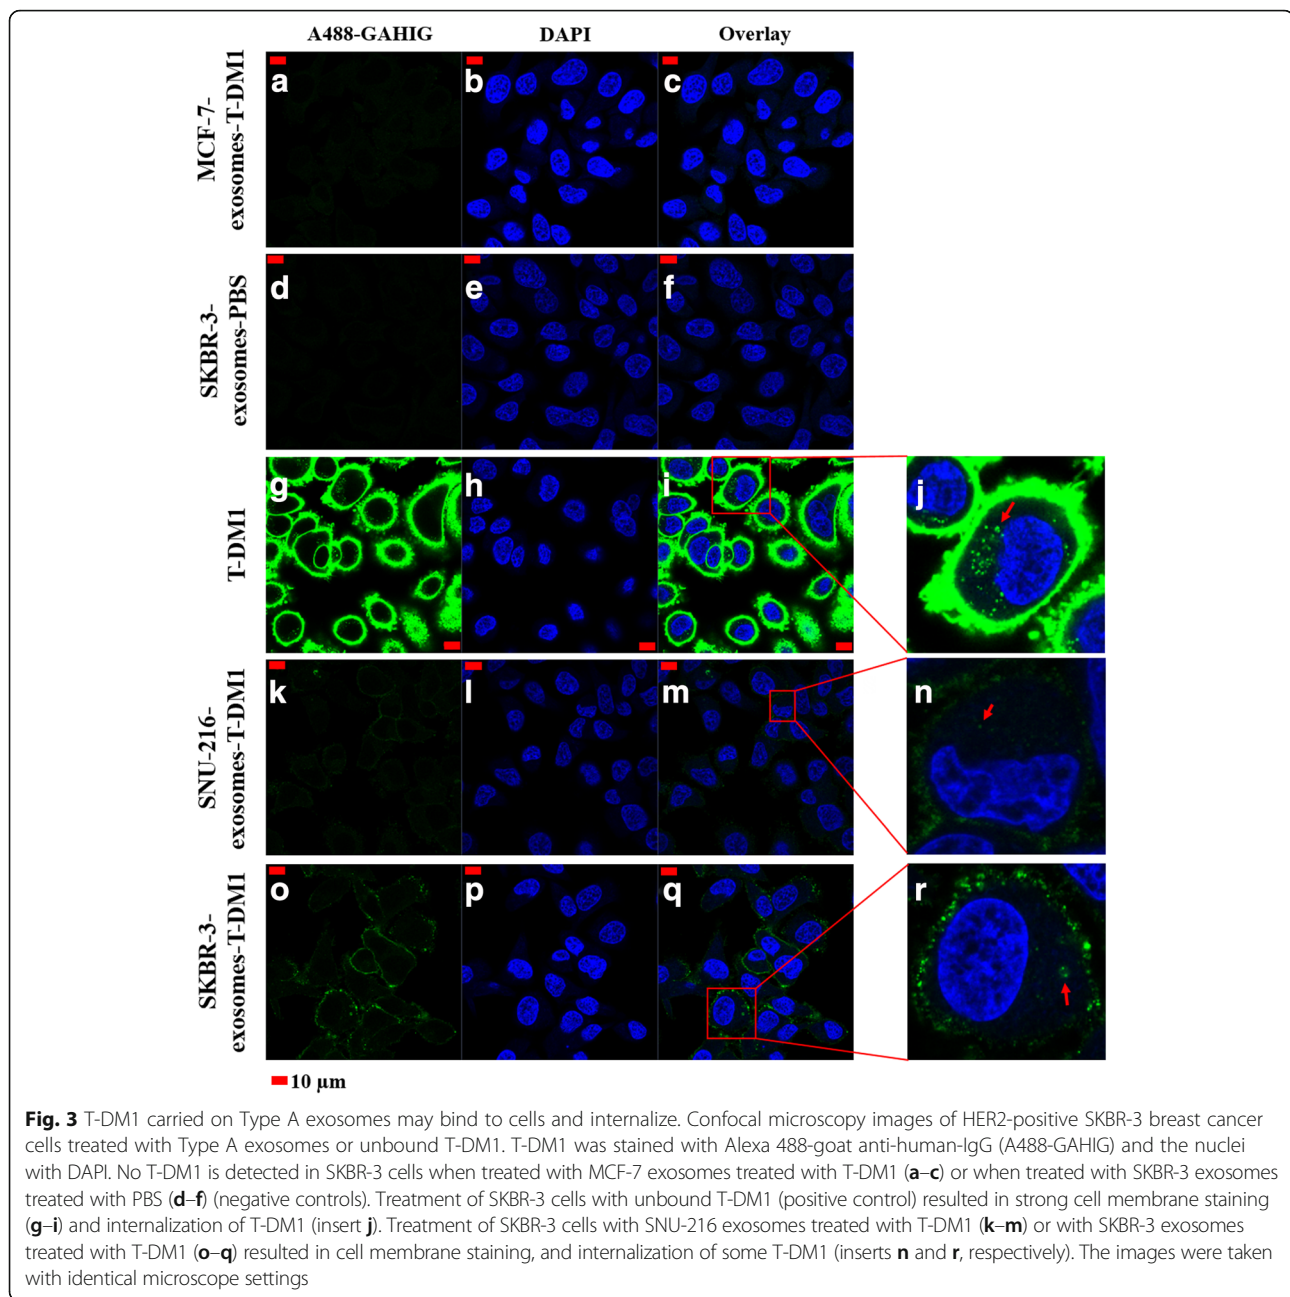 A488-GAHIG DAPI Overlay
MCF-7-
exosomes-T-DM1
a b c
SKBR-3-
exosomes-PBS
d e f
T-DM1
g h i j
SNU-216-
exosomes-T-DM1
k l m n
SKBR-3-
exosomes-T-DM1
o p q r
10 µm
Fig. 3 T-DM1 carried on Type A exosomes may bind to cells and internalize. Confocal microscopy images of HER2-positive SKBR-3 breast cancer
cells treated with Type A exosomes or unbound T-DM1. T-DM1 was stained with Alexa 488-goat anti-human-IgG (A488-GAHIG) and the nuclei
with DAPI. No T-DM1 is detected in SKBR-3 cells when treated with MCF-7 exosomes treated with T-DM1 (a–c) or when treated with SKBR-3 exosomes
treated with PBS (d–f) (negative controls). Treatment of SKBR-3 cells with unbound T-DM1 (positive control) resulted in strong cell membrane staining
(g–i) and internalization of T-DM1 (insert j). Treatment of SKBR-3 cells with SNU-216 exosomes treated with T-DM1 (k–m) or with SKBR-3 exosomes
treated with T-DM1 (o–q) resulted in cell membrane staining, and internalization of some T-DM1 (inserts n and r, respectively). The images were taken
with identical microscope settings